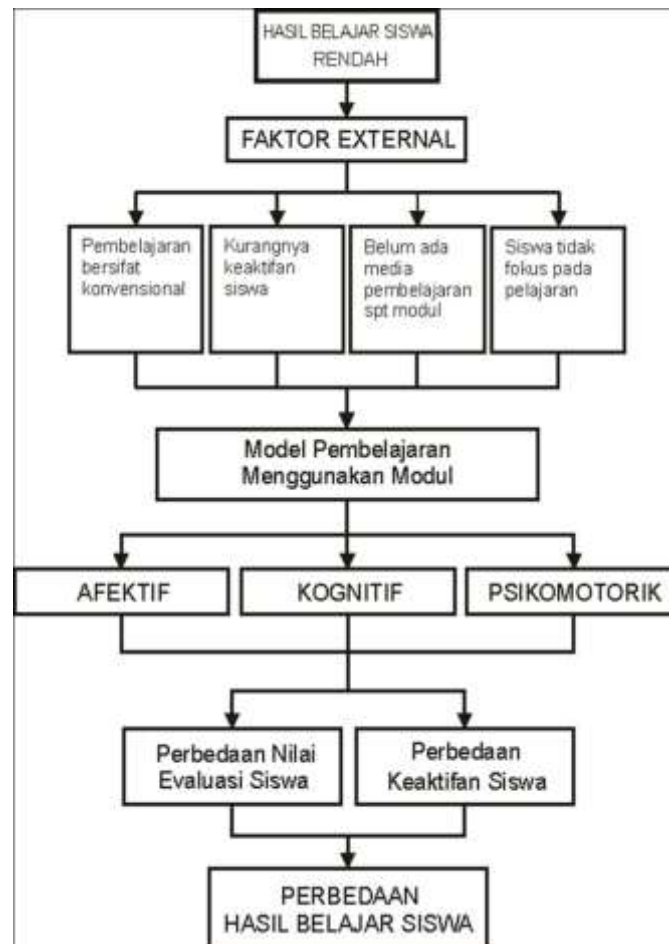 HASIL BELAJAR SISWA
RENDAH
FAKTOR EXTERNAL
Pembelajaran
bersifat
konvensional
Kurangnya
keaktifan
siswa
Belum ada
media
pembelajaran
spt modul
Siswa tidak
fokus pada
pelajaran
Model Pembelajaran
Menggunakan Modul
AFEKTIF
KOGNITIF
PSIKOMOTORIK
Perbedaan Nilai
Evaluasi Siswa
Perbedaan
Keaktifan Siswa
PERBEDAAN
HASIL BELAJAR SISWA